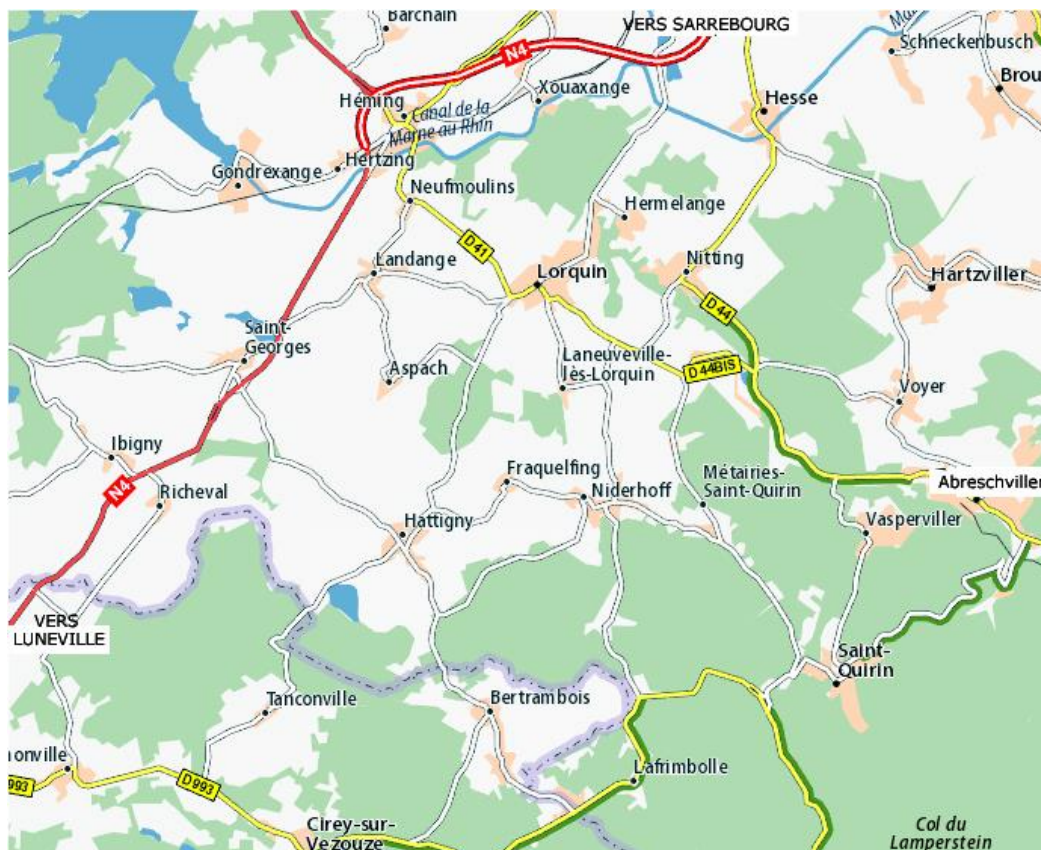 Barchain
VERS SARREBOURG
Schneckenbusch
N4
Brou
Héming
Xouaxange
Hesse
Canal de la
Marne au Rhin
Hertzing
Gondrexange
Neufmoulins
Hermelange
D41
Landange
Lorquin
Nitting
Hartzviller
D44
Saint-
Georges
Aspach
Laneuveville-
lès-Lorquin
D44BIS
Voyer
Ibigny
N4
Richeval
Fraquelfing
Niderhoff
Métairies-
Saint-Quirin
Abreschviller
Vasperviller
Hattigny
VERS
LUNEVILLE
Saint-
Quirin
Tanconville
Bertrambois
nonville
993
D993
Lafrimbolle
Cirey-sur-
Vezouze
Col du
Lamperstein